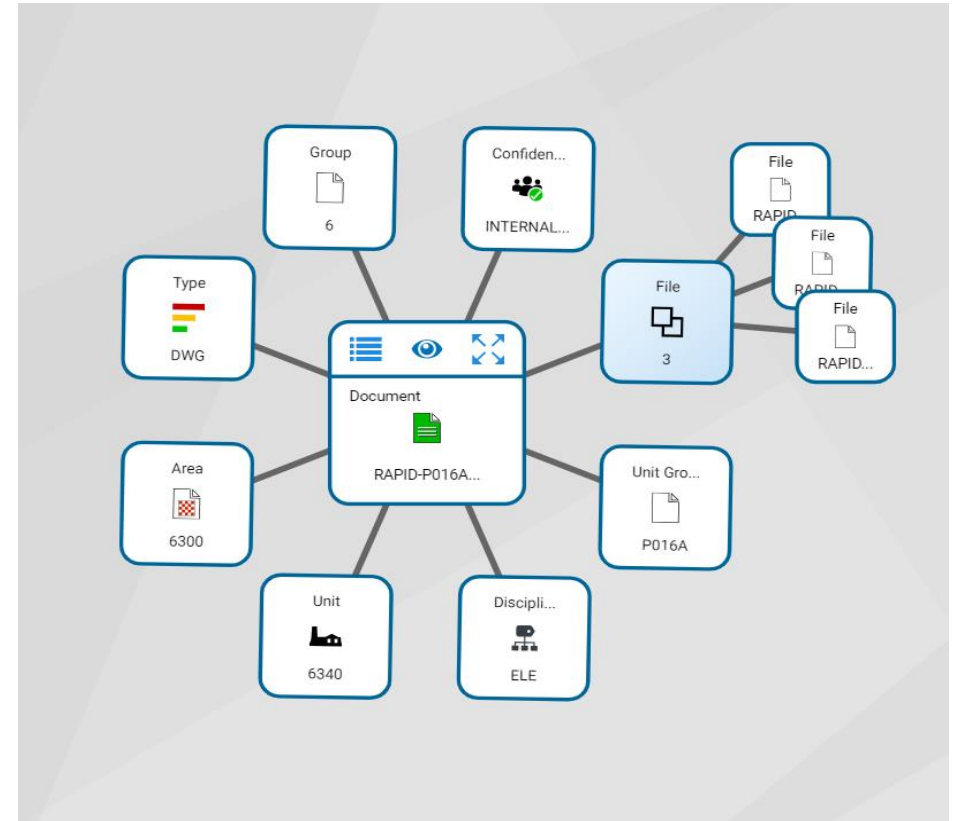 Group
6
Confiden...
INTERNAL...
File
RAPID
File
RAPID
File
RAPID...
Type
DWG
File
3
Document
RAPID-P016A...
Area
6300
Unit Gro...
P016A
Unit
6340
Discipli...
ELE